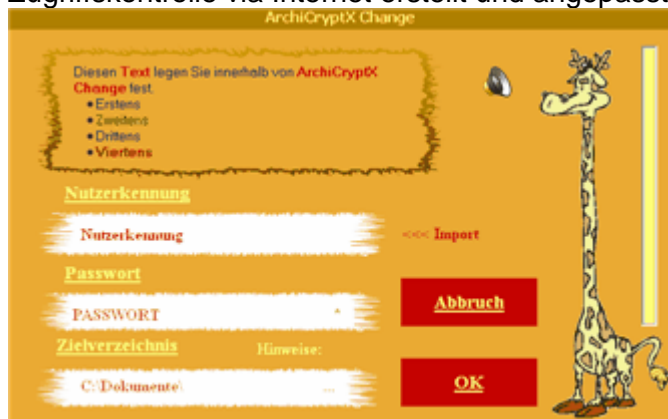 Zugriffskontrolle via Internet erstellt und angepasst
ArchiCryptX Change
Diesen Text legen Sie innerhalb von ArchiCryptX
Change fest.
• Erstens
• Zweitens
• Drittens
• Viertens
Nutzerkennung
Nutzerkennung
<<< Import
Passwort
PASSWORT *
Abbruch
Zielverzeichnis Hinweise:
C:\Dokumente\ ...
OK